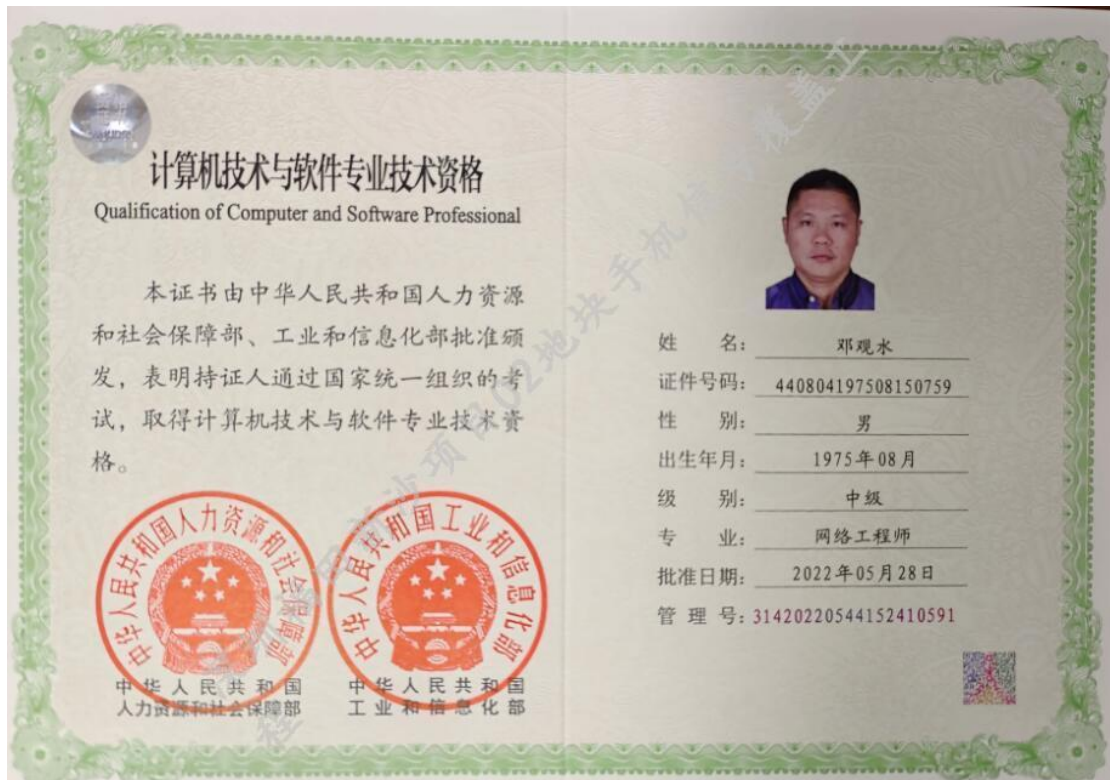 计算机技术与软件专业技术资格
Qualification of Computer and Software Professional
本证书由中华人民共和国人力资源
和社会保障部、工业和信息化部批准颁
发，表明持证人通过国家统一组织的考
试，取得计算机技术与软件专业技术资
格。
中华人民共和国人力资源和社会保障部
中华人民共和国工业和信息化部
中华人民共和国
人力资源和社会保障部
中华人民共和国
工业和信息化部
姓 名： 邓观水
证件号码： 440804197508150759
性 别： 男
出生年月： 1975年08月
级 别： 中级
专 业： 网络工程师
批准日期： 2022年05月28日
管 理 号： 31420220544152410591